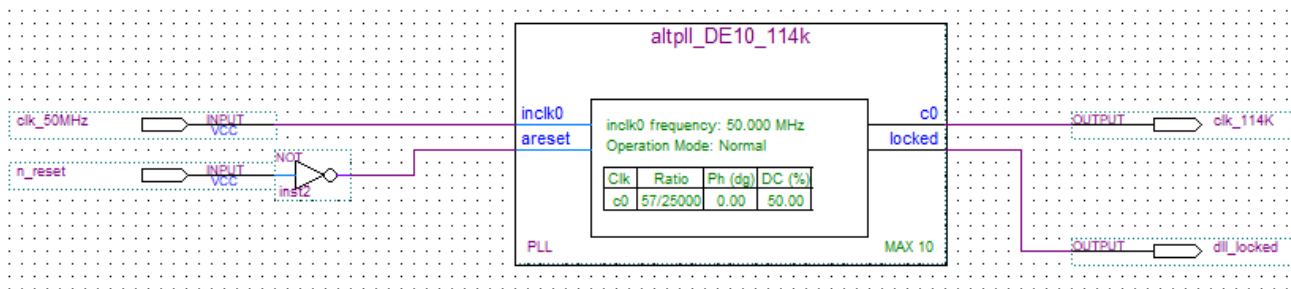 altpll_DE10_114k
clk_50MHz INPUT VCC
inclk0
inclk0 frequency: 50.000 MHz
c0
OUTPUT clk_114K
n_reset INPUT VCC
NOT
inst2
areset
Operation Mode: Normal
locked
Clk Ratio Ph (dg) DC (%)
c0 57/25000 0.00 50.00
PLL
MAX 10
OUTPUT dll_locked